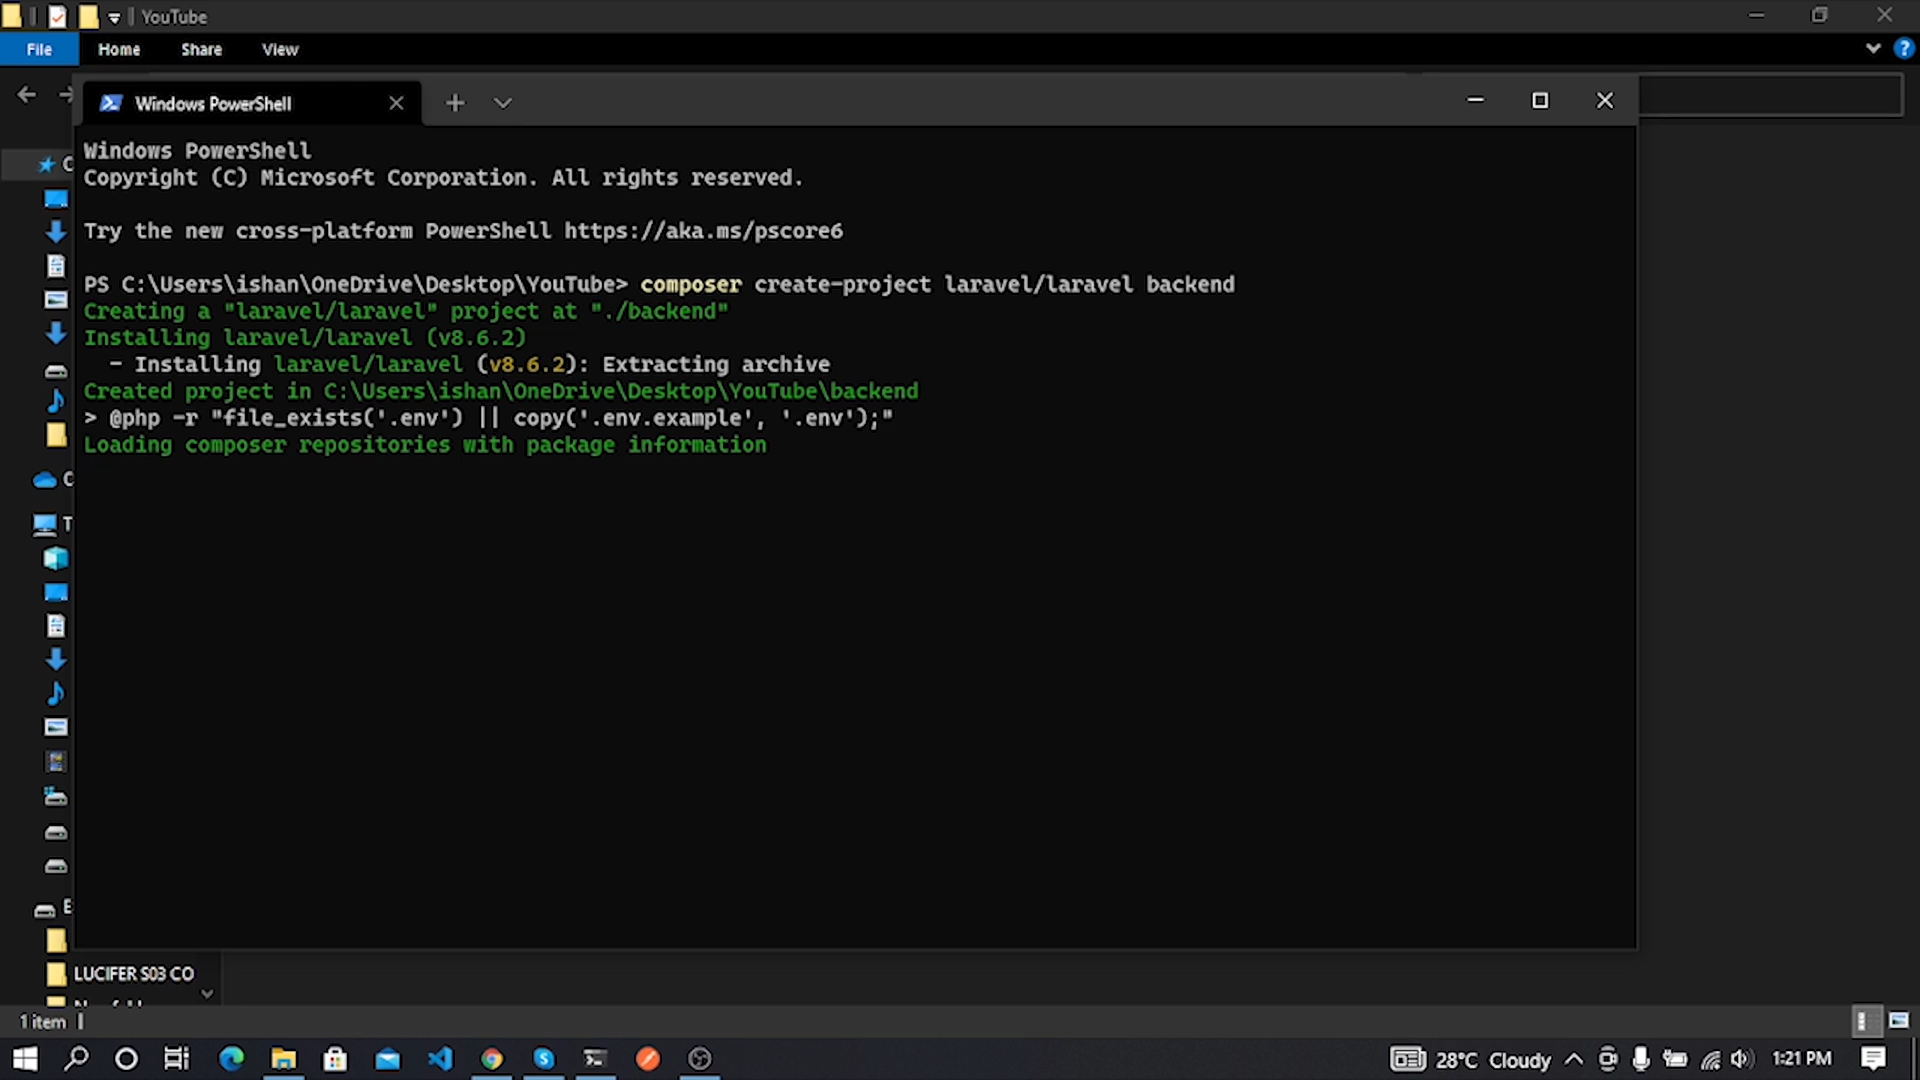 YouTube
File Home Share View
Windows PowerShell
Windows PowerShell
Copyright (C) Microsoft Corporation. All rights reserved.
Try the new cross-platform PowerShell https://aka.ms/pscore6
PS C:\Users\ishan\OneDrive\Desktop\YouTube> composer create-project laravel/laravel backend
Creating a "laravel/laravel" project at "./backend"
Installing laravel/laravel (v8.6.2)
- Installing laravel/laravel (v8.6.2): Extracting archive
Created project in C:\Users\ishan\OneDrive\Desktop\YouTube\backend
> @php -r "file_exists('.env') || copy('.env.example', '.env');"
Loading composer repositories with package information
LUCIFER S03 CO
1 item
28°C Cloudy 1:21 PM